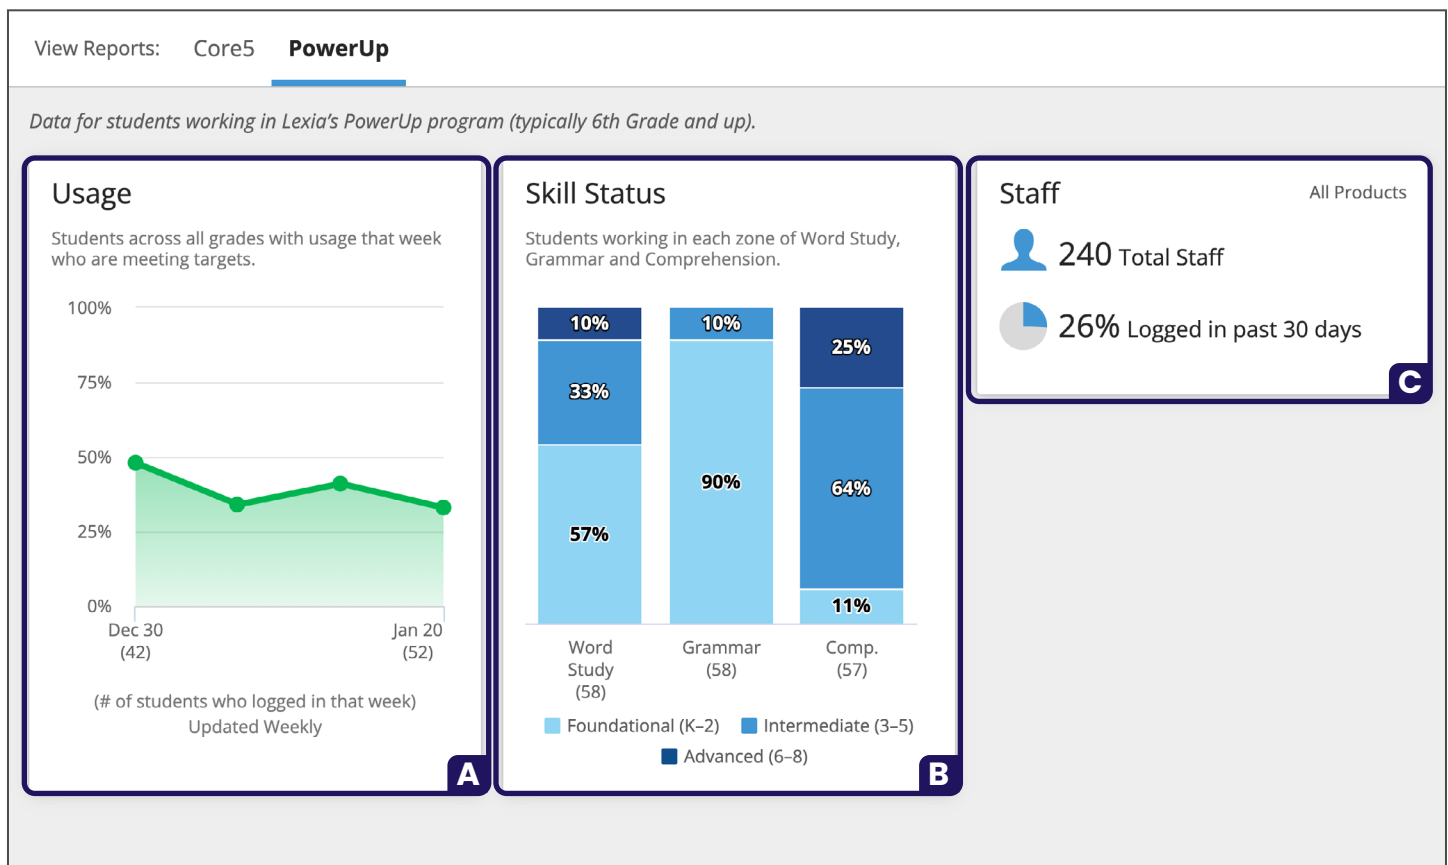 View Reports: Core5 PowerUp
Data for students working in Lexia’s PowerUp program (typically 6th Grade and up).
Usage
Students across all grades with usage that week
who are meeting targets.
100%
75%
50%
25%
0%
Dec 30
(42)
Jan 20
(52)
(# of students who logged in that week)
Updated Weekly
A
Skill Status
Students working in each zone of Word Study,
Grammar and Comprehension.
10%
33%
57%
10%
90%
25%
64%
11%
Word
Study
(58)
Grammar
(58)
Comp.
(57)
Foundational (K–2) Intermediate (3–5)
Advanced (6–8)
B
Staff All Products
240 Total Staff
26% Logged in past 30 days
C